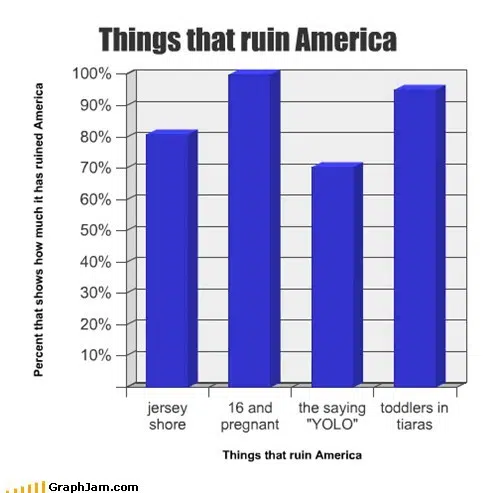 Things that ruin America
Percent that shows how much it has ruined America
100%
90%
80%
70%
60%
50%
40%
30%
20%
10%
jersey
shore
16 and
pregnant
the saying
"YOLO"
toddlers in
tiaras
Things that ruin America
GraphJam.com